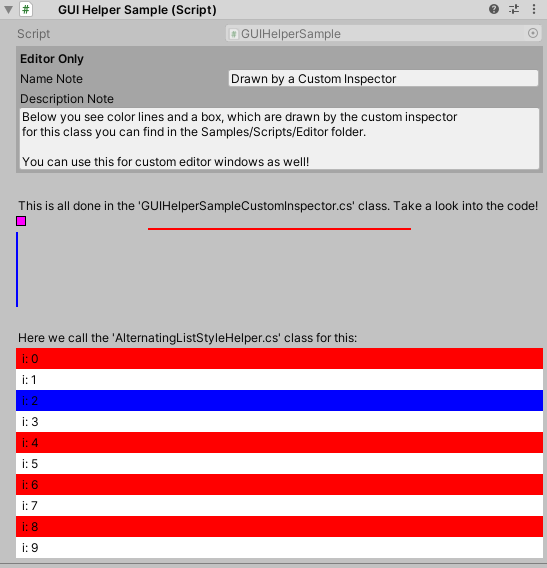 GUI Helper Sample (Script)
Script
GUIHelperSample
Editor Only
Name Note
Drawn by a Custom Inspector
Description Note
Below you see color lines and a box, which are drawn by the custom inspector
for this class you can find in the Samples/Scripts/Editor folder.
You can use this for custom editor windows as well!
This is all done in the 'GUIHelperSampleCustomInspector.cs' class. Take a look into the code!
Here we call the 'AlternatingListStyleHelper.cs' class for this:
i: 0
i: 1
i: 2
i: 3
i: 4
i: 5
i: 6
i: 7
i: 8
i: 9